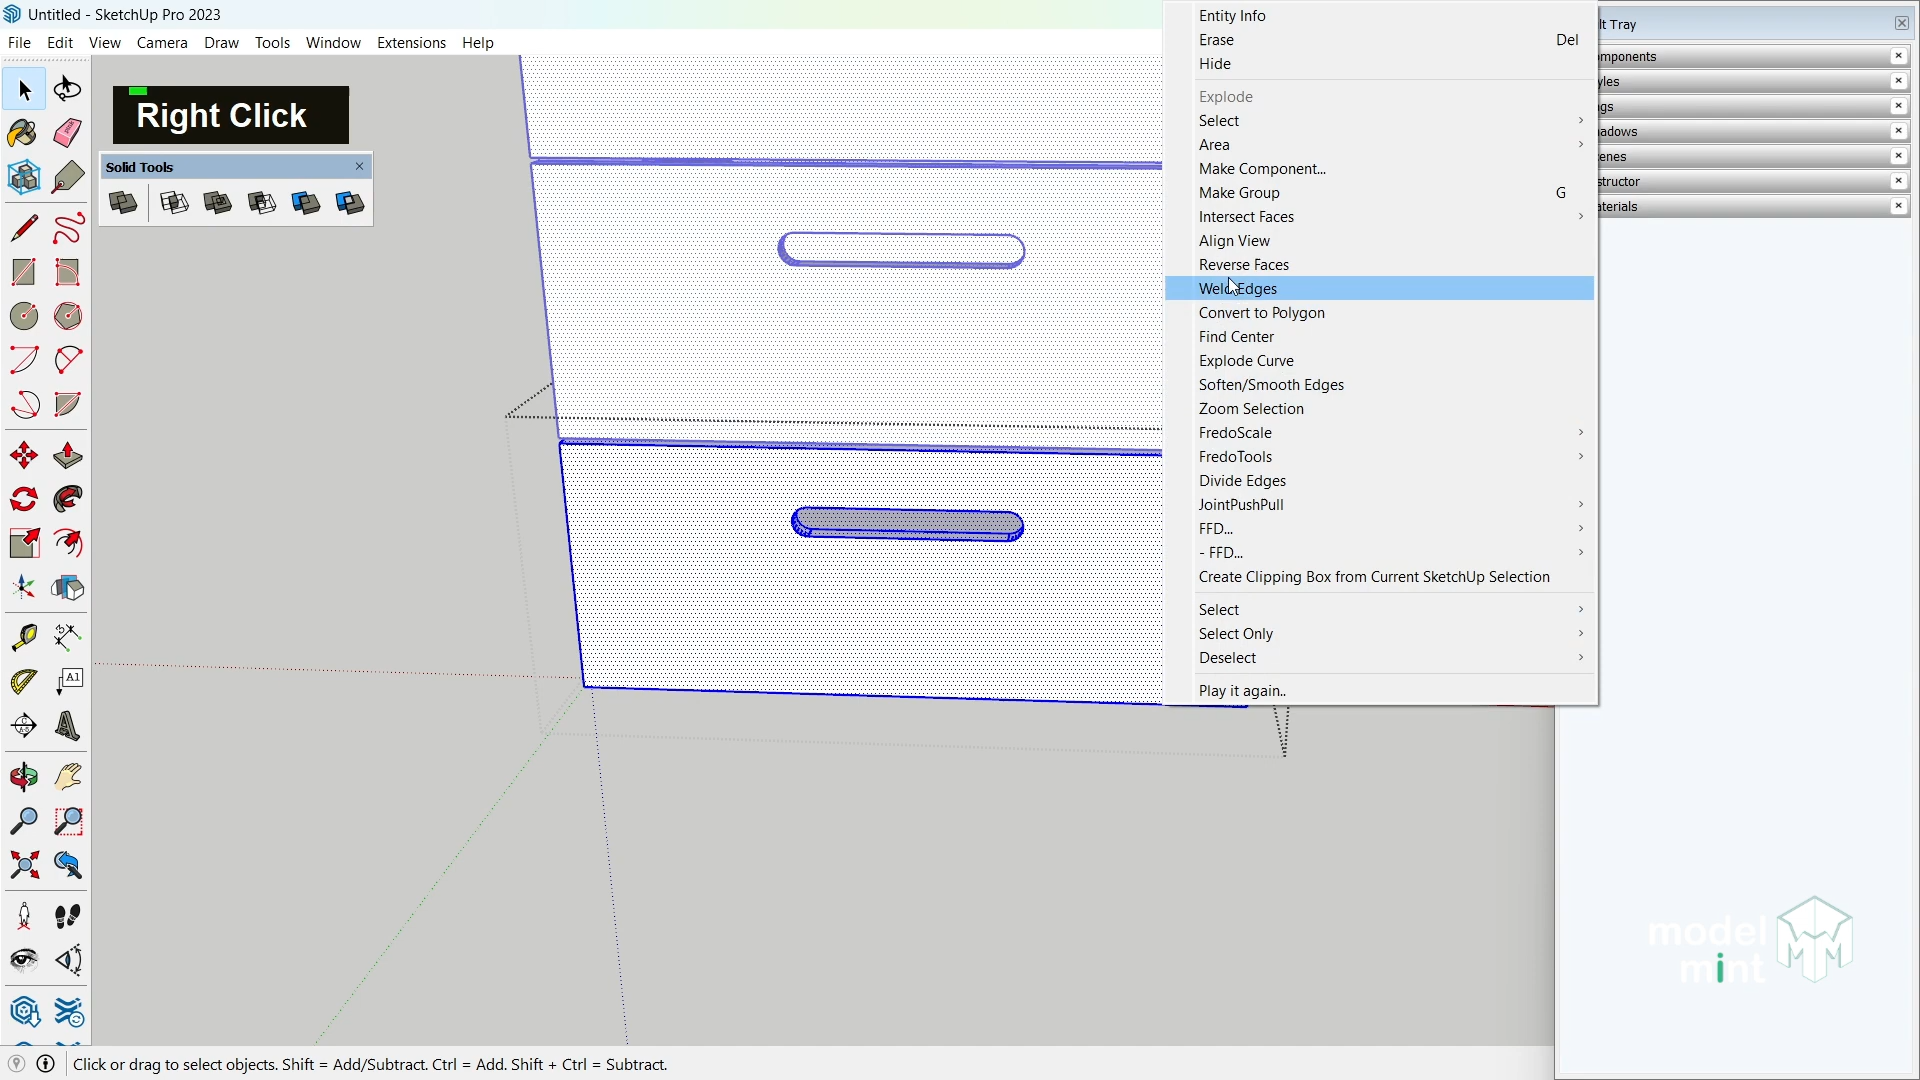 Untitled - SketchUp Pro 2023
File Edit View Camera Draw Tools Window Extensions Help
Right Click
Solid Tools
Entity Info
Erase Del
Hide
Explode
Select
Area
Make Component...
Make Group G
Intersect Faces
Align View
Reverse Faces
Weld Edges
Convert to Polygon
Find Center
Explode Curve
Soften/Smooth Edges
Zoom Selection
FredoScale
FredoTools
Divide Edges
JointPushPull
FFD...
- FFD...
Create Clipping Box from Current SketchUp Selection
Select
Select Only
Deselect
Play it again..
lt Tray
mponents
yles
gs
hadows
enes
structor
aterials
A1
model
mint
Click or drag to select objects. Shift = Add/Subtract. Ctrl = Add. Shift + Ctrl = Subtract.